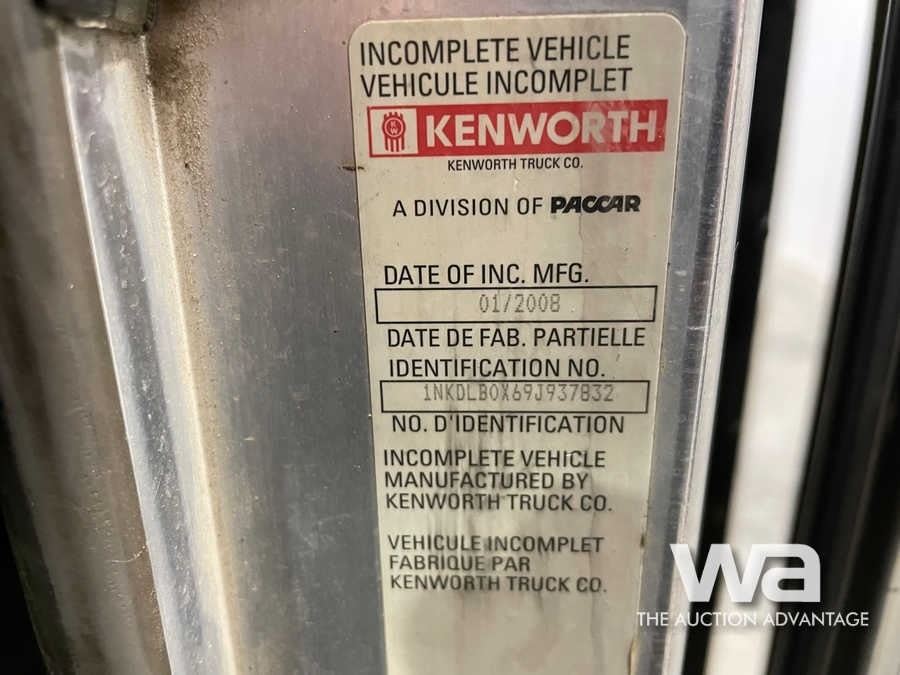 INCOMPLETE VEHICLE
VEHICULE INCOMPLET
KENWORTH
KENWORTH TRUCK CO.
A DIVISION OF PACCAR
DATE OF INC. MFG.
01/2008
DATE DE FAB. PARTIELLE
IDENTIFICATION NO.
1NKDLB0X69J937832
NO. D'IDENTIFICATION
INCOMPLETE VEHICLE
MANUFACTURED BY
KENWORTH TRUCK CO.
VEHICULE INCOMPLET
FABRIQUE PAR
KENWORTH TRUCK CO.
wa
THE AUCTION ADVANTAGE